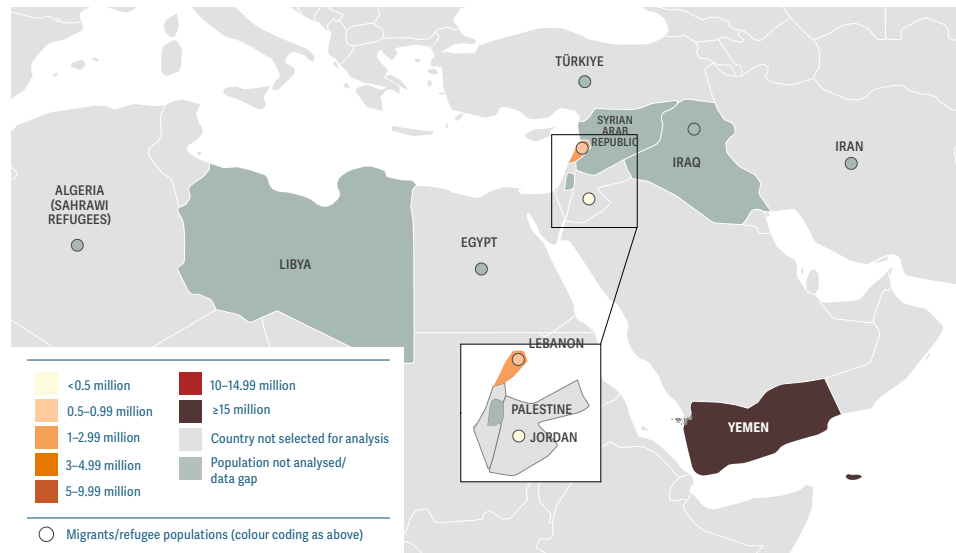 TÜRKİYE
SYRIAN
ARAB
REPUBLIC
IRAQ
IRAN
ALGERIA
(SAHRAWI
REFUGEES)
LIBYA
EGYPT
LEBANON
PALESTINE
JORDAN
YEMEN
<0.5 million
0.5–0.99 million
1–2.99 million
3–4.99 million
5–9.99 million
10–14.99 million
≥15 million
Country not selected for analysis
Population not analysed/
data gap
Migrants/refugee populations (colour coding as above)